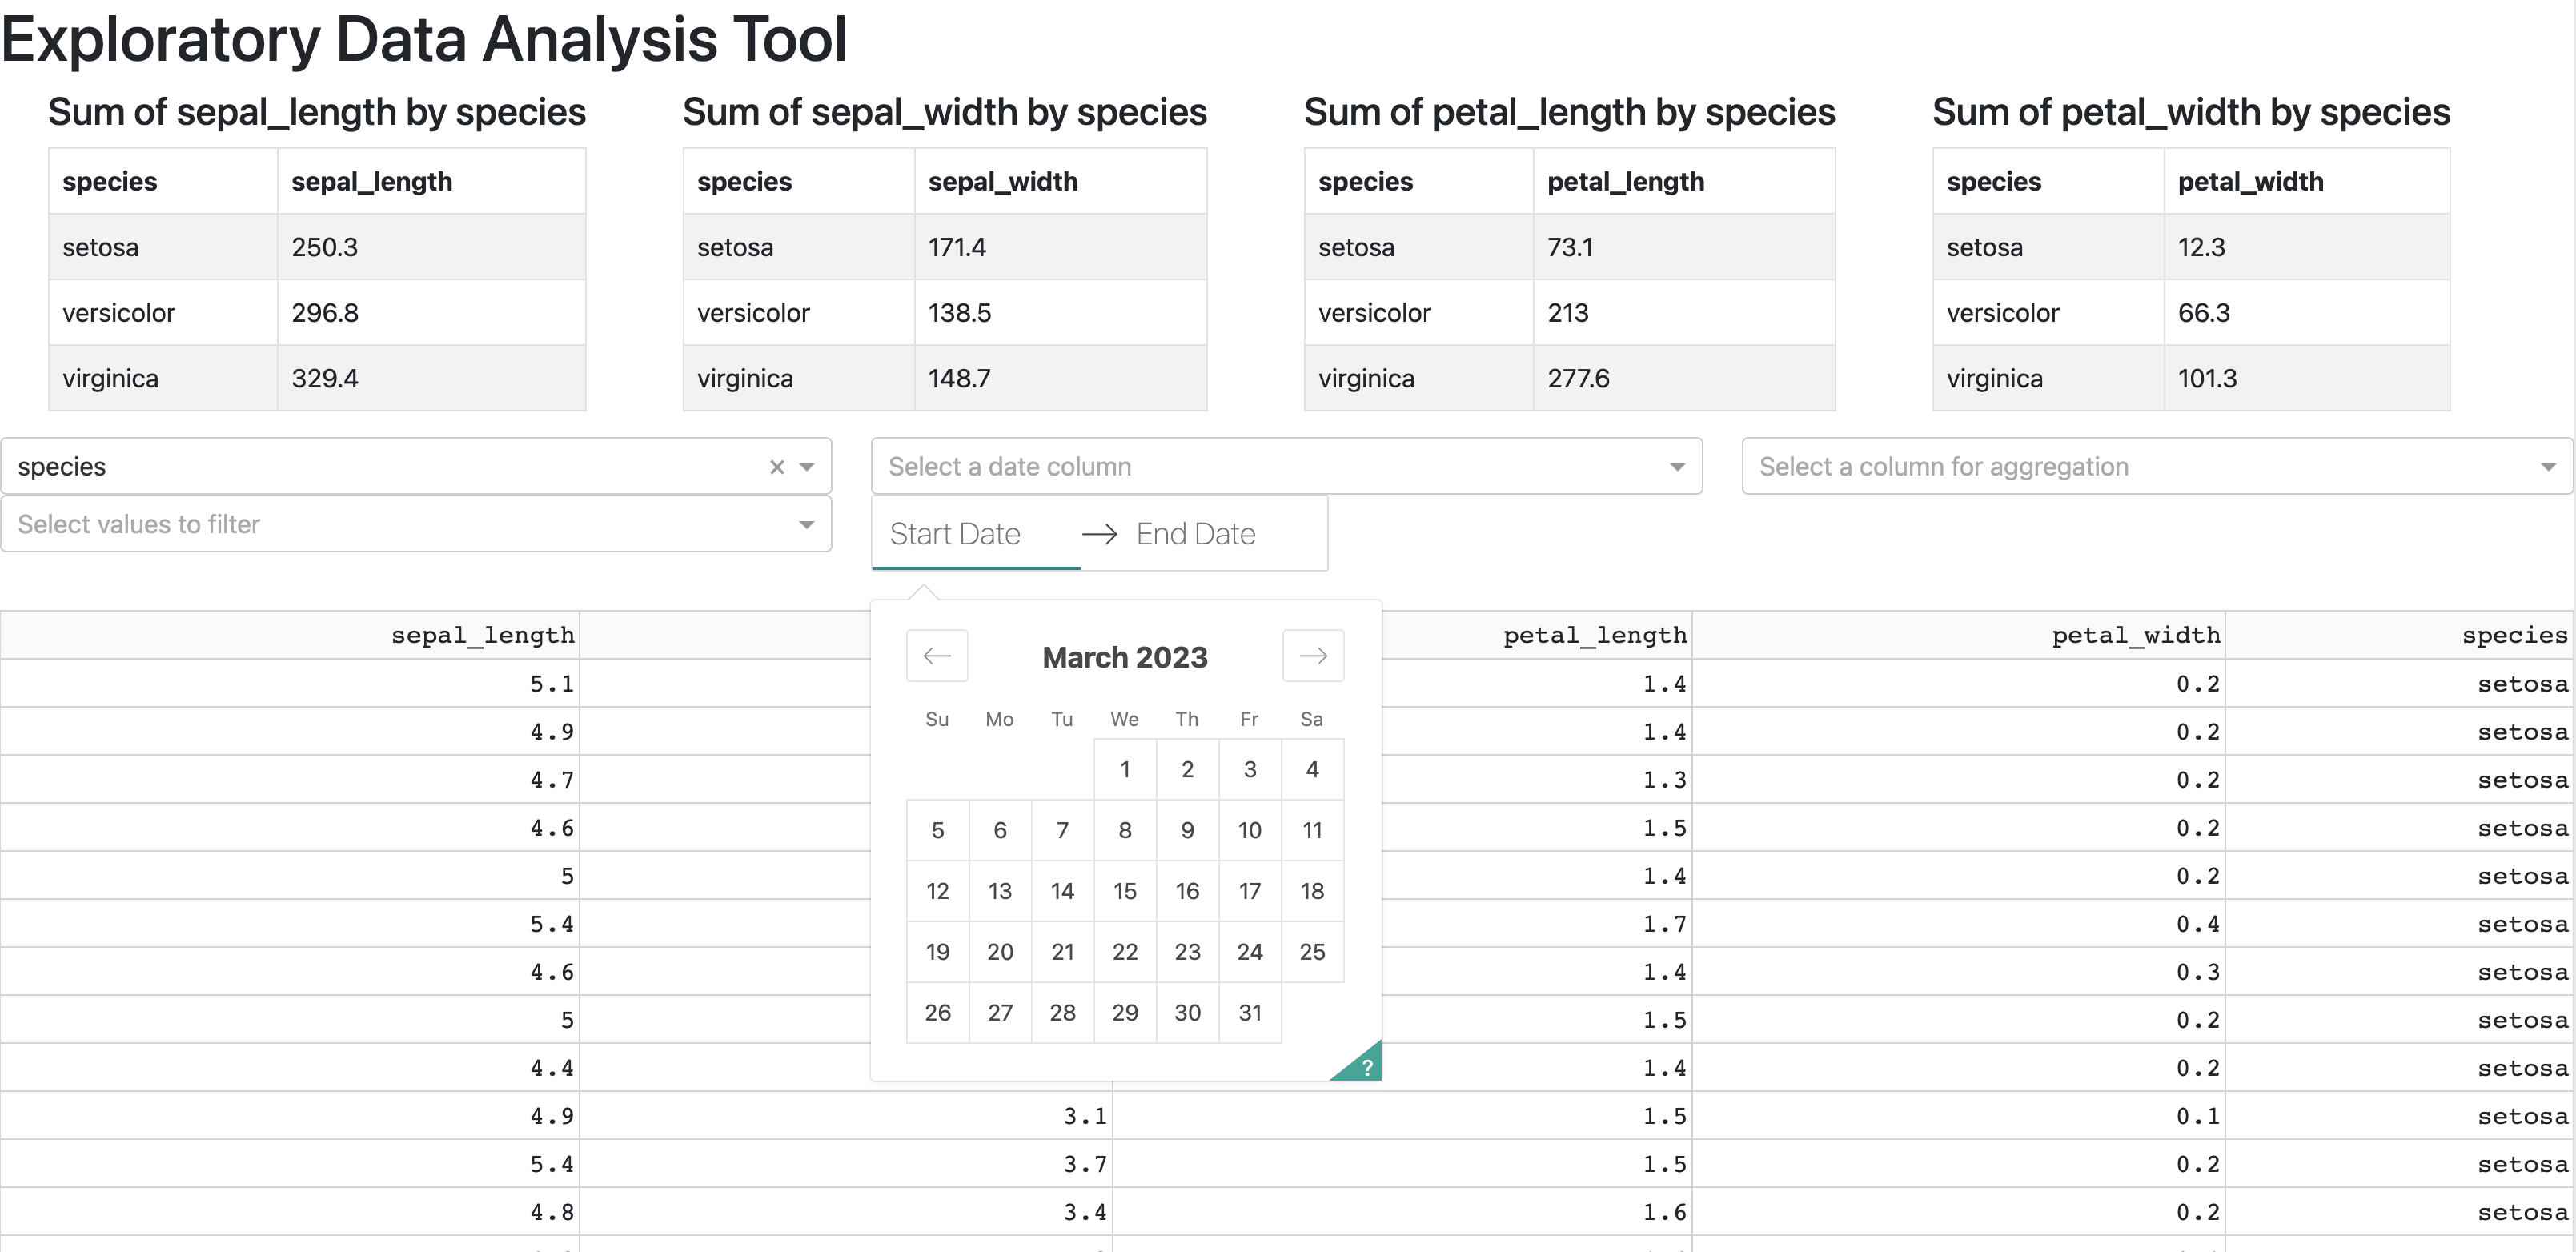 Exploratory Data Analysis Tool
Sum of sepal_length by species
species sepal_length
setosa 250.3
versicolor 296.8
virginica 329.4
Sum of sepal_width by species
species sepal_width
setosa 171.4
versicolor 138.5
virginica 148.7
Sum of petal_length by species
species petal_length
setosa 73.1
versicolor 213
virginica 277.6
Sum of petal_width by species
species petal_width
setosa 12.3
versicolor 66.3
virginica 101.3
species ×
Select values to filter
Select a date column
Start Date → End Date
Select a column for aggregation
← March 2023 →
Su Mo Tu We Th Fr Sa
1 2 3 4
5 6 7 8 9 10 11
12 13 14 15 16 17 18
19 20 21 22 23 24 25
26 27 28 29 30 31
?
sepal_length petal_length petal_width species
5.1 1.4 0.2 setosa
4.9 1.4 0.2 setosa
4.7 1.3 0.2 setosa
4.6 1.5 0.2 setosa
5 1.4 0.2 setosa
5.4 1.7 0.4 setosa
4.6 1.4 0.3 setosa
5 1.5 0.2 setosa
4.4 1.4 0.2 setosa
4.9 3.1 1.5 0.1 setosa
5.4 3.7 1.5 0.2 setosa
4.8 3.4 1.6 0.2 setosa